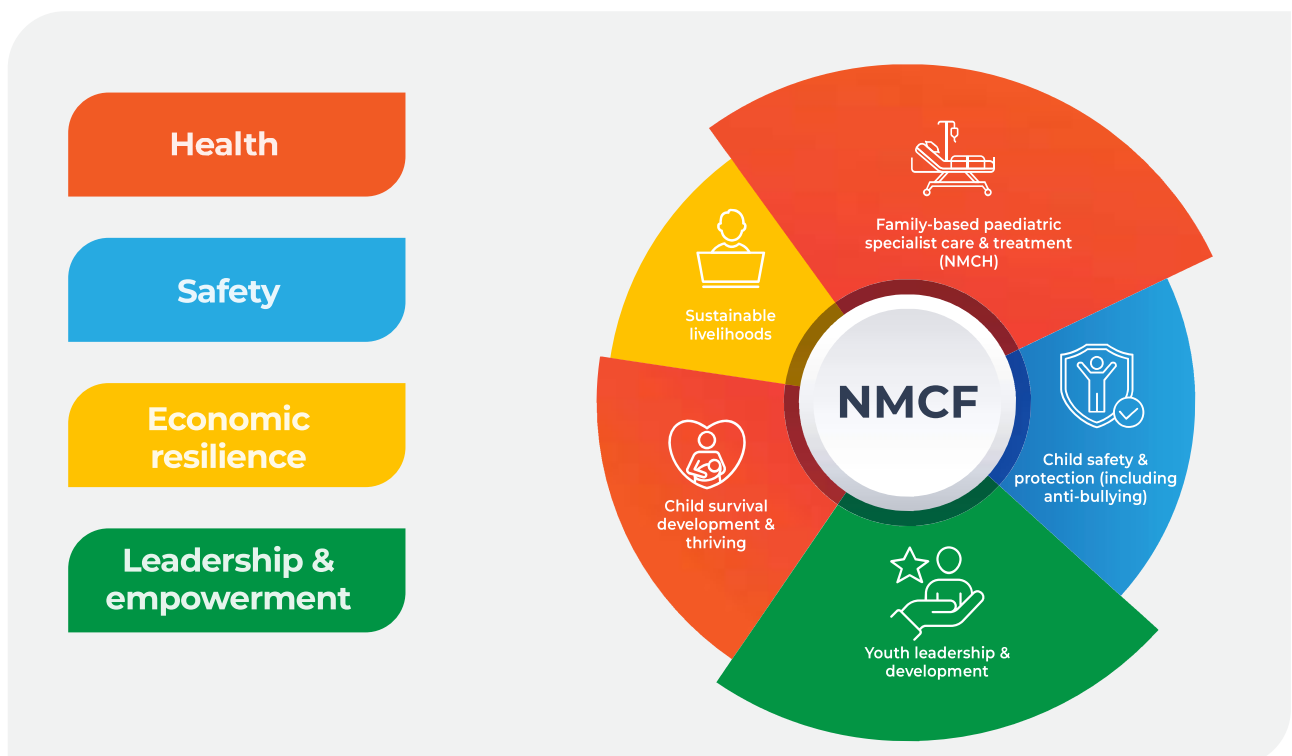 Health
Safety
Economic
resilience
Leadership &
empowerment
Family-based paediatric
specialist care & treatment
(NMCH)
Sustainable
livelihoods
NMCF
Child safety &
protection (including
anti-bullying)
Child survival
development &
thriving
Youth leadership &
development